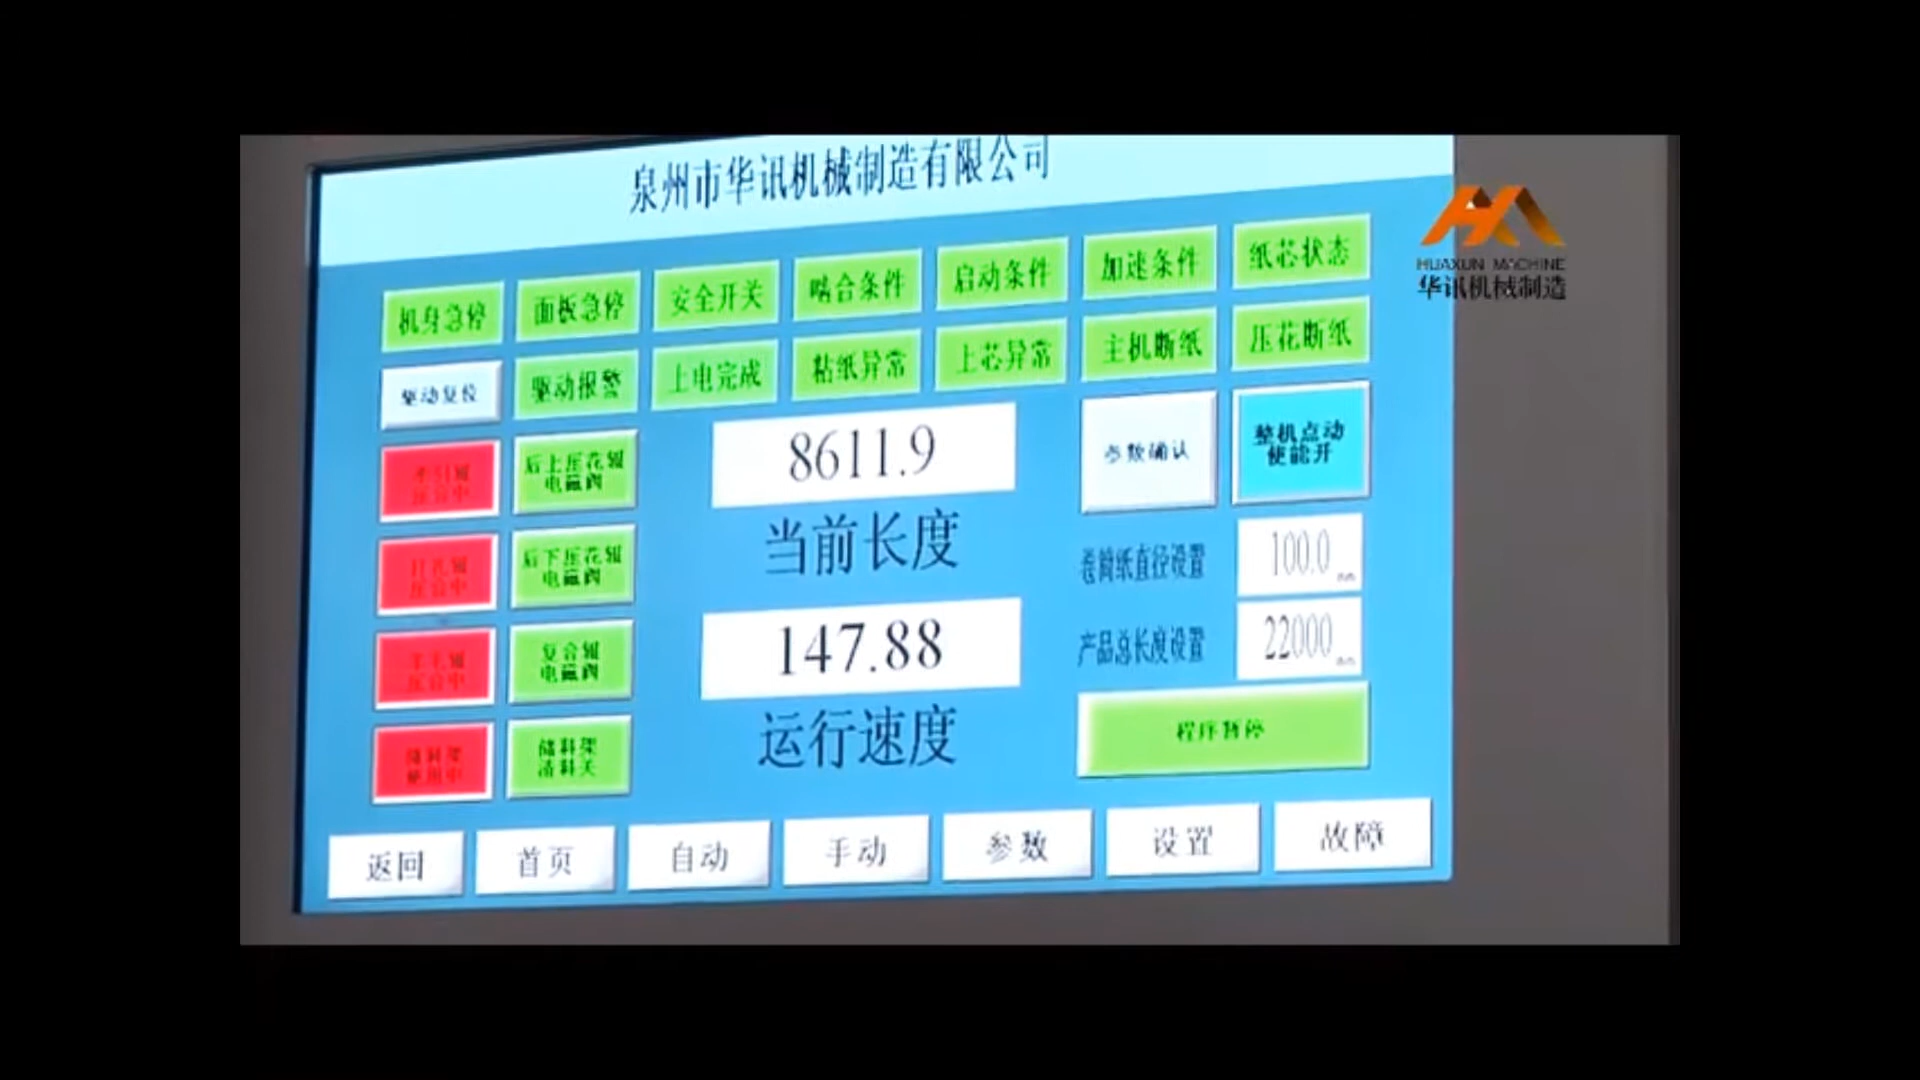 泉州市华讯机械制造有限公司
HUAXUN MACHINE
华讯机械制造
机身急停
面板急停
安全开关
啮合条件
启动条件
加速条件
纸芯状态
驱动复位
驱动报警
上电完成
粘纸异常
上芯异常
主机断纸
压花断纸
后上压花辊
电磁阀
8611.9
当前长度
参数确认
整机点动
使能开
后下压花辊
电磁阀
卷筒纸直径设置
100.0
复合辊
电磁阀
147.88
运行速度
产品总长度设置
22000
储料架
清料关
程序暂停
返回
首页
自动
手动
参数
设置
故障